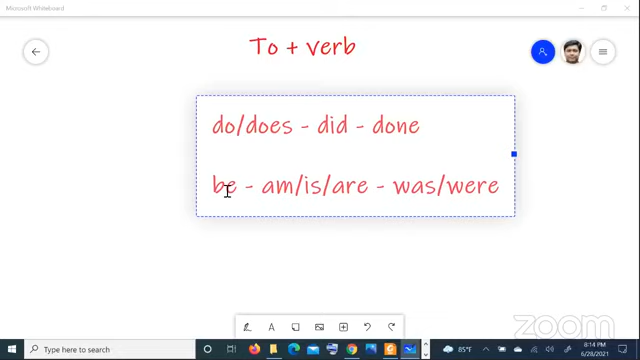 Microsoft Whiteboard
To + verb
do/does - did - done
be - am/is/are - was/were
zoom
Type here to search
85°F
8:14 PM
6/28/2021